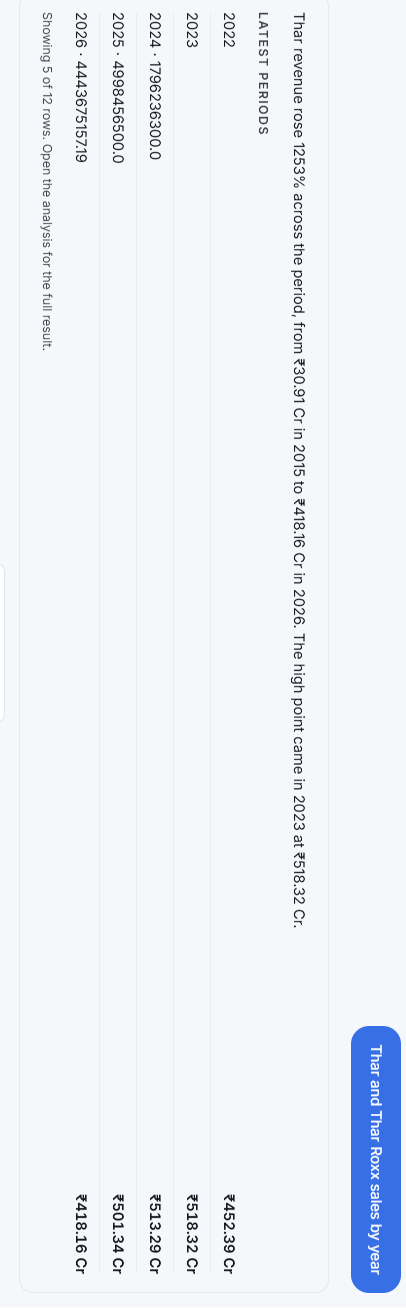 Thar and Thar Roxx sales by year
Thar revenue rose 1253% across the period, from ₹30.91 Cr in 2015 to ₹418.16 Cr in 2026. The high point came in 2023 at ₹518.32 Cr.
LATEST PERIODS
2022 ₹452.39 Cr
2023 ₹518.32 Cr
2024 · 1796236300.0 ₹513.29 Cr
2025 · 4998456500.0 ₹501.34 Cr
2026 · 4443675157.19 ₹418.16 Cr
Showing 5 of 12 rows. Open the analysis for the full result.